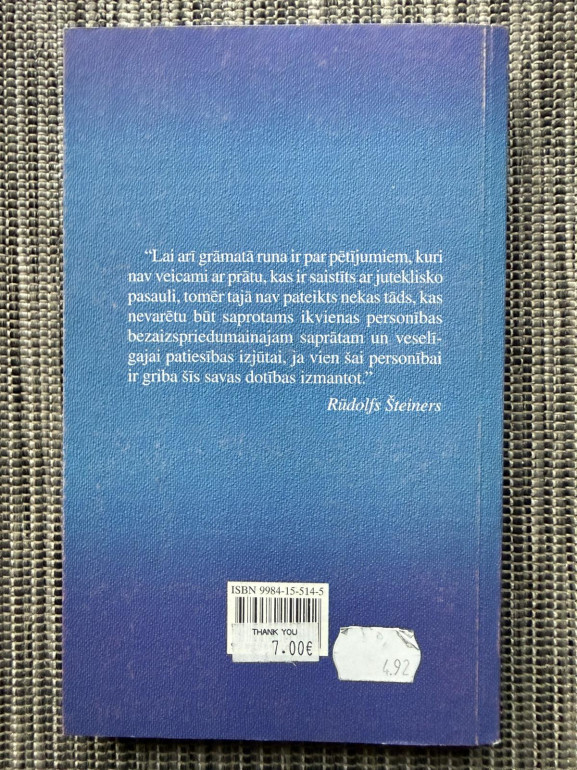 “Lai arī grāmatā runa ir par pētījumiem, kuri
nav veicami ar prātu, kas ir saistīts ar juteklisko
pasauli, tomēr tajā nav pateikts nekas tāds, kas
nevarētu būt saprotams ikvienas personības
bezaizspriedumainajam saprātam un veselī-
gajai patiesības izjūtai, ja vien šai personībai
ir griba šīs savas dotības izmantot.”
Rūdolfs Šteiners
ISBN 9984-15-514-5
THANK YOU
7.00€
4.92